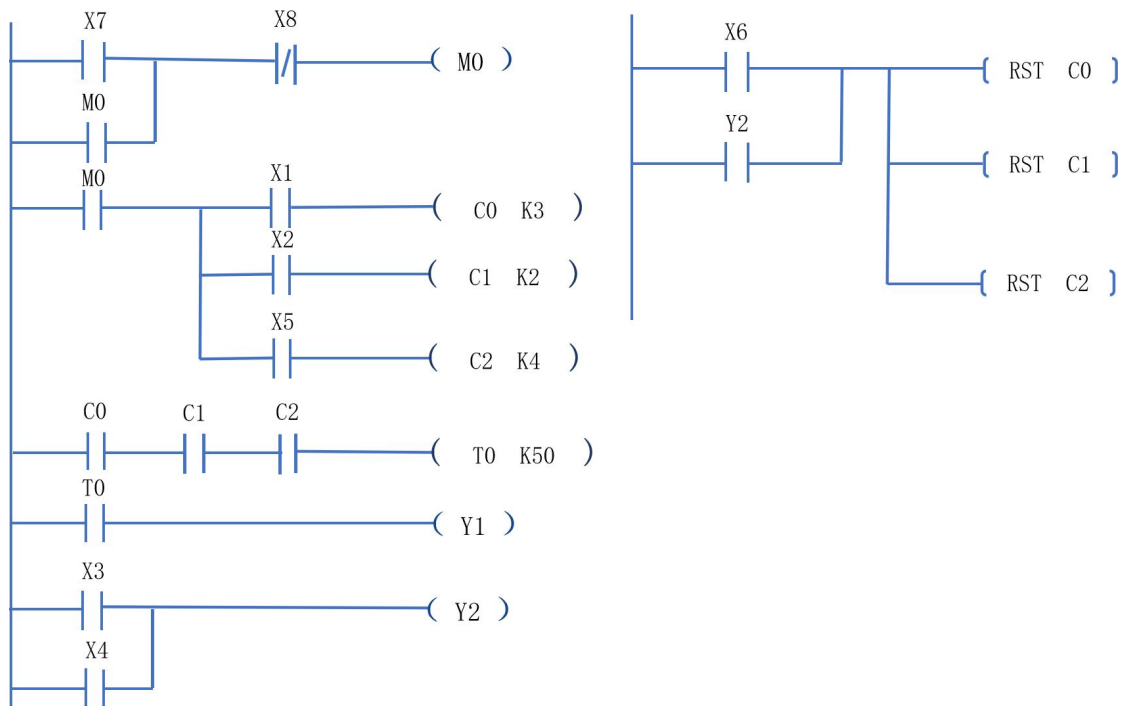 X7 X8
( M0 )
M0
M0 X1
( C0 K3 )
X2
( C1 K2 )
X5
( C2 K4 )
C0 C1 C2
( T0 K50 )
T0
( Y1 )
X3
( Y2 )
X4
X6
[ RST C0 ]
Y2
[ RST C1 ]
[ RST C2 ]